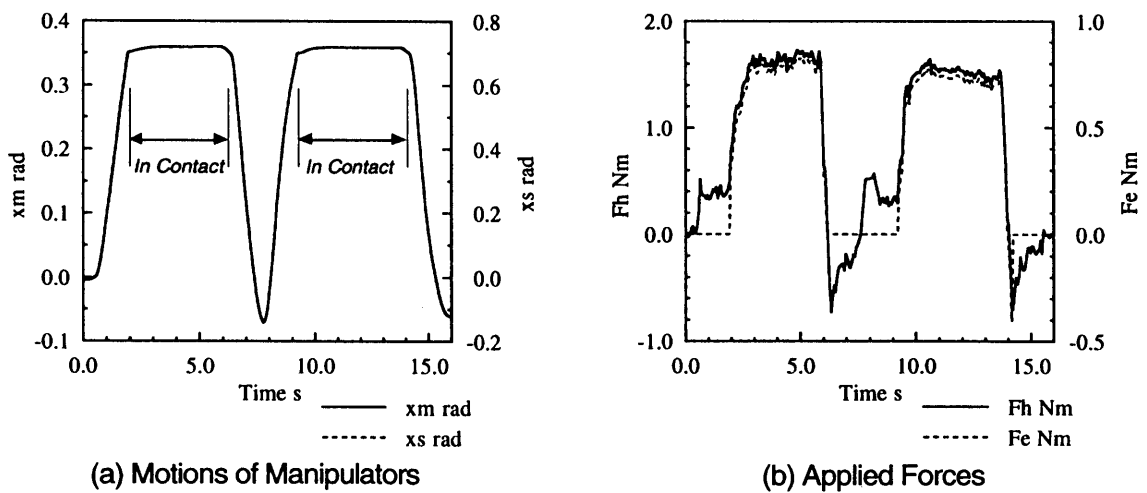 0.4
0.3
0.2
0.1
0.0
-0.1
xm rad
0.8
0.6
0.4
0.2
0.0
-0.2
xs rad
In Contact
In Contact
0.0
5.0
10.0
15.0
Time s
xm rad
xs rad
(a) Motions of Manipulators
2.0
1.0
0.0
-1.0
Fh Nm
1.0
0.5
0.0
-0.5
Fe Nm
0.0
5.0
10.0
15.0
Time s
Fh Nm
Fe Nm
(b) Applied Forces